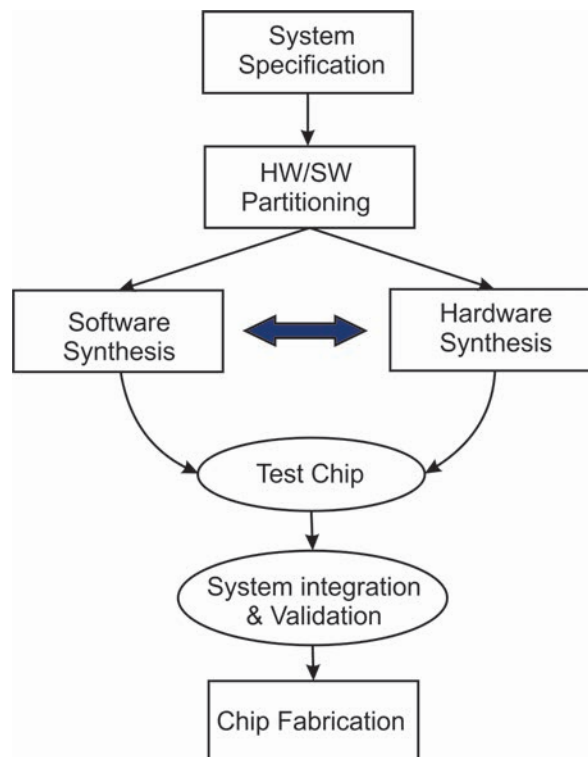 System
Specification
HW/SW
Partitioning
Software
Synthesis
Hardware
Synthesis
Test Chip
System integration
& Validation
Chip Fabrication